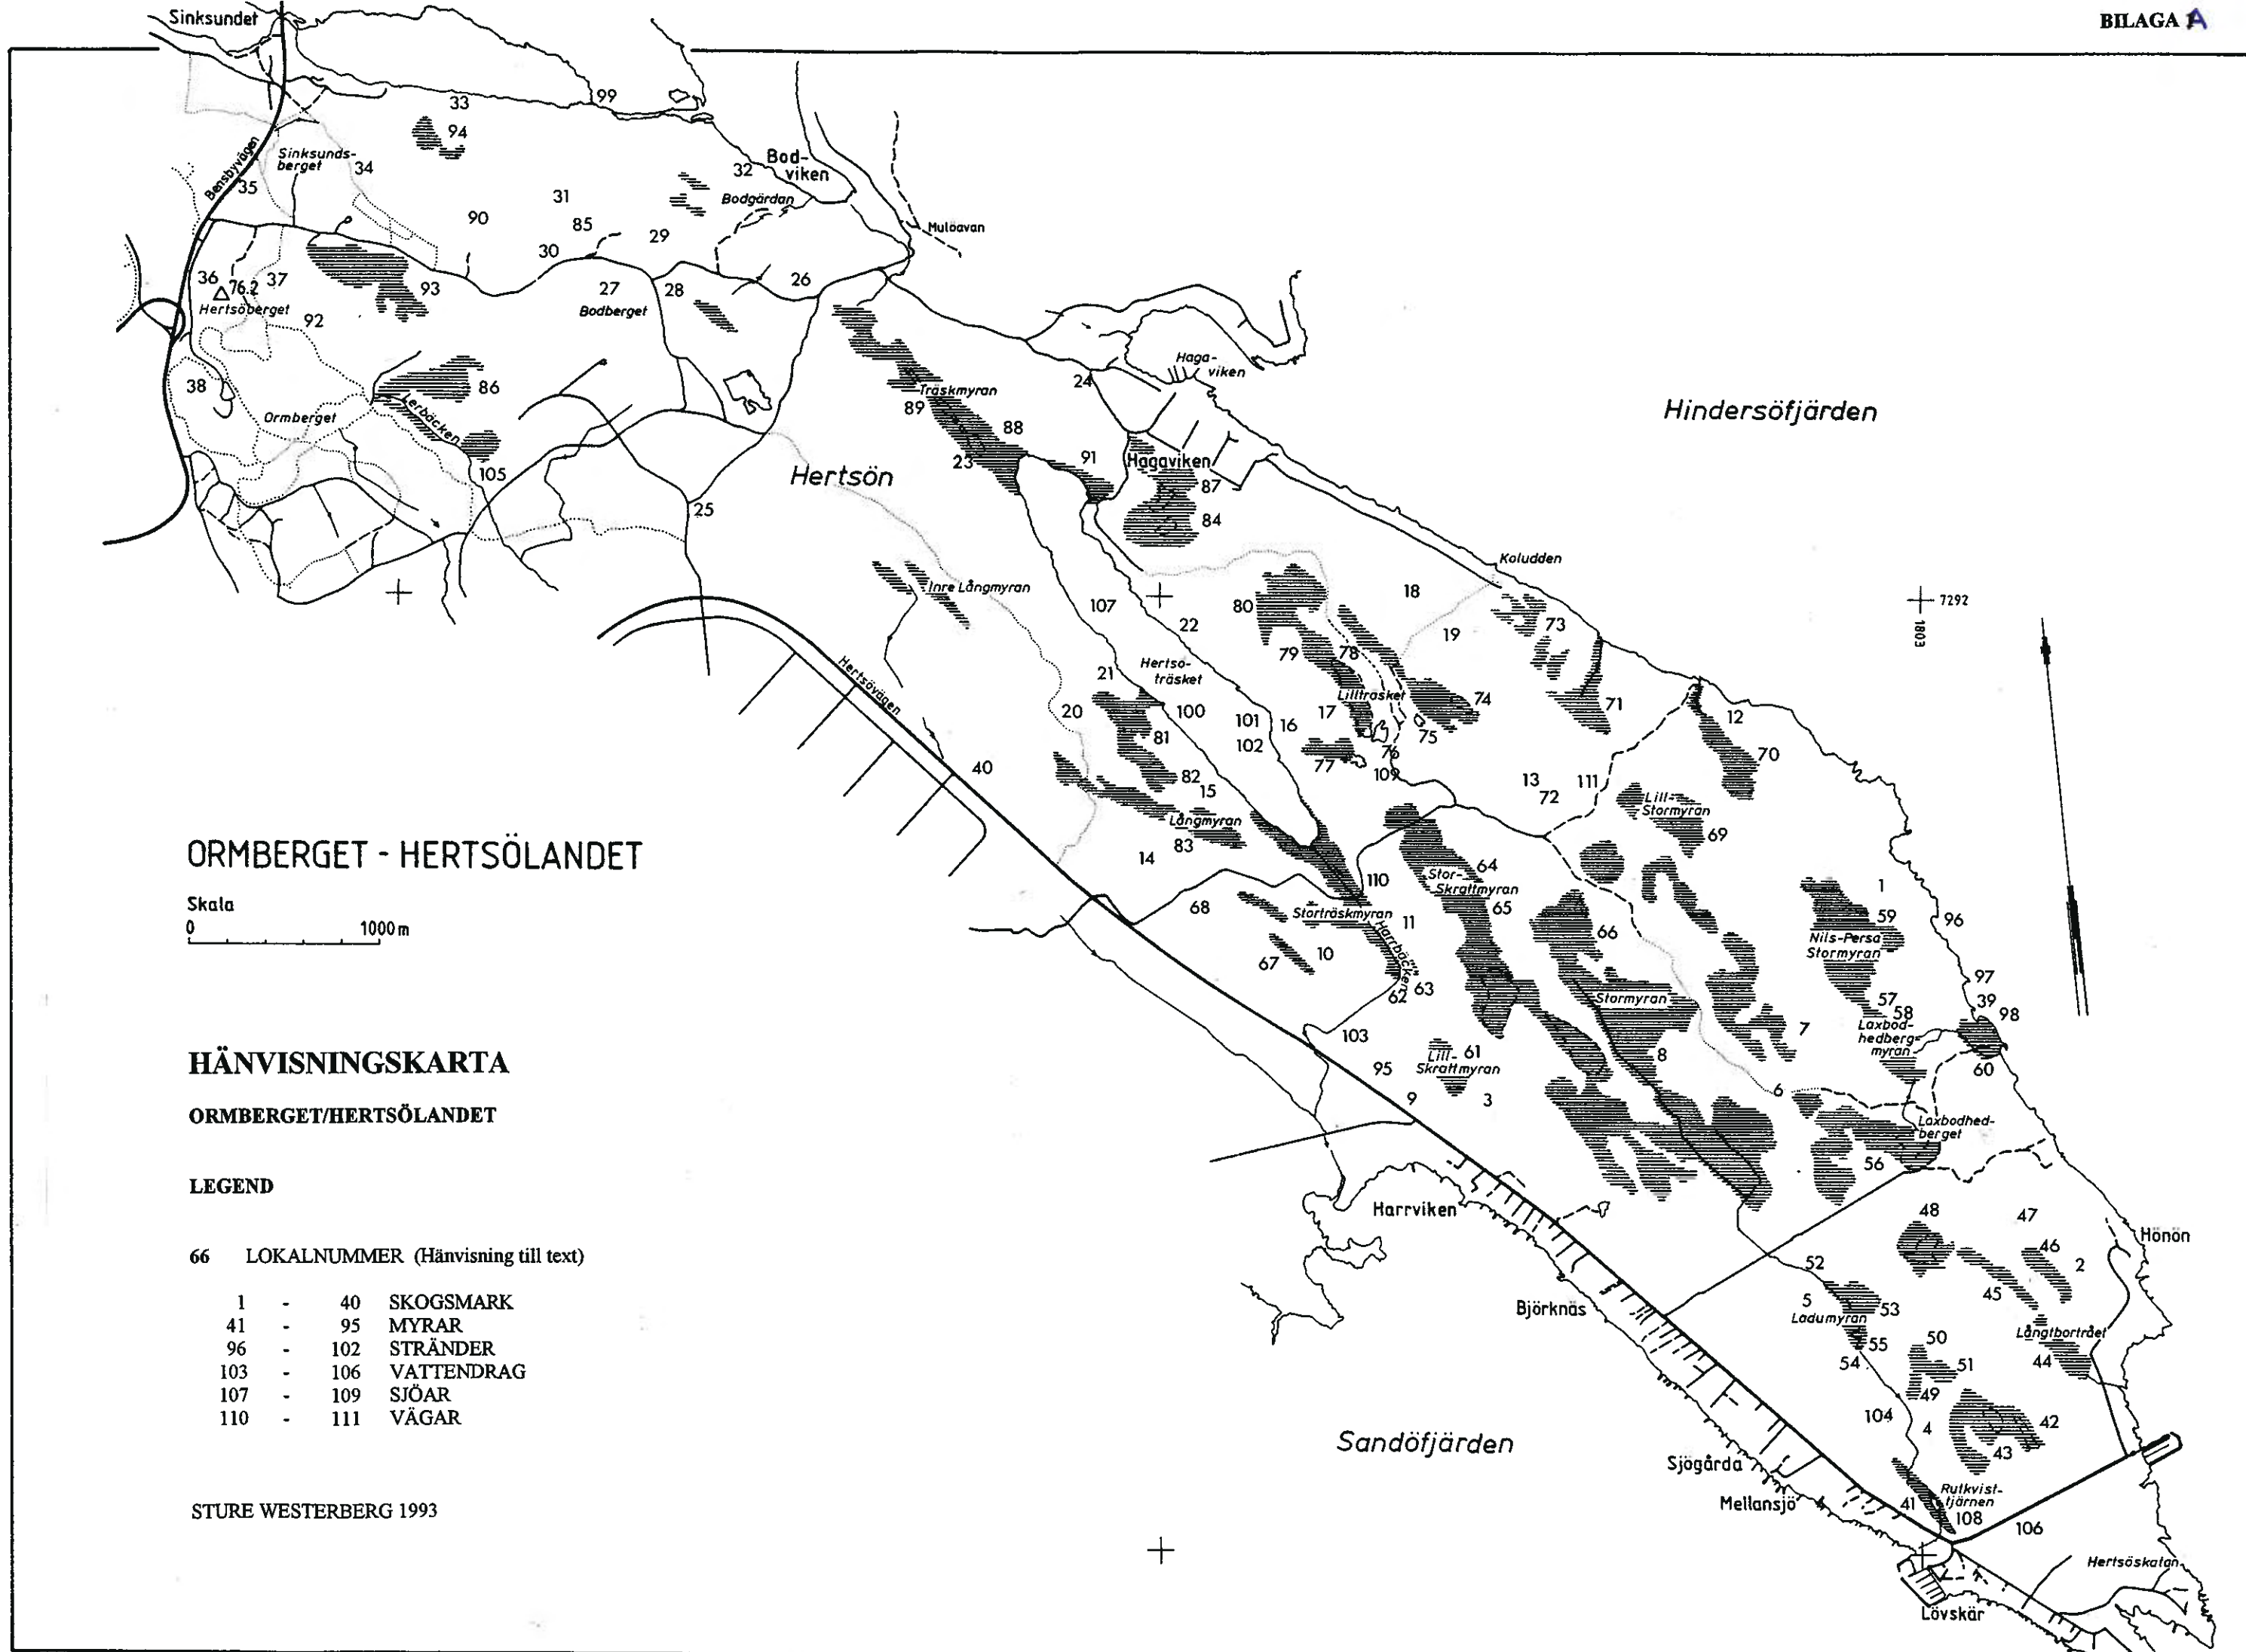 BILAGA 1A
Sinksundet
33
99
94
Bensbyvägen
Sinksunds-
berget
34
35
32
Bod-
viken
Bodgärdan
31
90
85
29
30
Mulöavan
36
76.2
37
Hertsöberget
93
27
28
26
Bodberget
92
38
86
Ormberget
Lerbäcken
105
Träskmyran
89
88
23
91
24
Haga-
viken
Hagaviken
87
84
Hindersöfjärden
Hertsön
25
Inre Långmyran
Koludden
18
7292
1803
107
22
80
19
73
79
78
Hertsö-
träsket
21
Lillträsket
74
71
20
100
101
16
17
12
81
102
75
76
77
109
70
40
82
15
13
72
111
Lill-
Stormyran
69
Långmyran
83
14
Hertsövägen
ORMBERGET - HERTSÖLANDET
Skala
0
1000 m
110
64
Stor-
Skrattmyran
65
1
59
96
68
Storträskmyran
11
66
Nils-Persa
Stormyran
67
10
Harrbäcken
62
63
Stormyran
97
57
58
39
98
Laxbod-
hedberg-
myran
60
103
7
8
HÄNVISNINGSKARTA
95
Lill-
Skrattmyran
61
9
3
6
ORMBERGET/HERTSÖLANDET
Laxbodhed-
berget
56
LEGEND
Harrviken
48
47
Hönön
46
2
66 LOKALNUMMER (Hänvisning till text)
52
5
53
45
Ladumyran
55
54
50
51
49
Långtbortrået
44
Björknäs
1 - 40 SKOGSMARK
41 - 95 MYRAR
96 - 102 STRÄNDER
103 - 106 VATTENDRAG
107 - 109 SJÖAR
110 - 111 VÄGAR
104
4
42
43
Sandöfjärden
Sjögårda
Mellansjö
41
Rutkvist-
tjärnen
108
106
STURE WESTERBERG 1993
Hertsöskatan
Lövskär